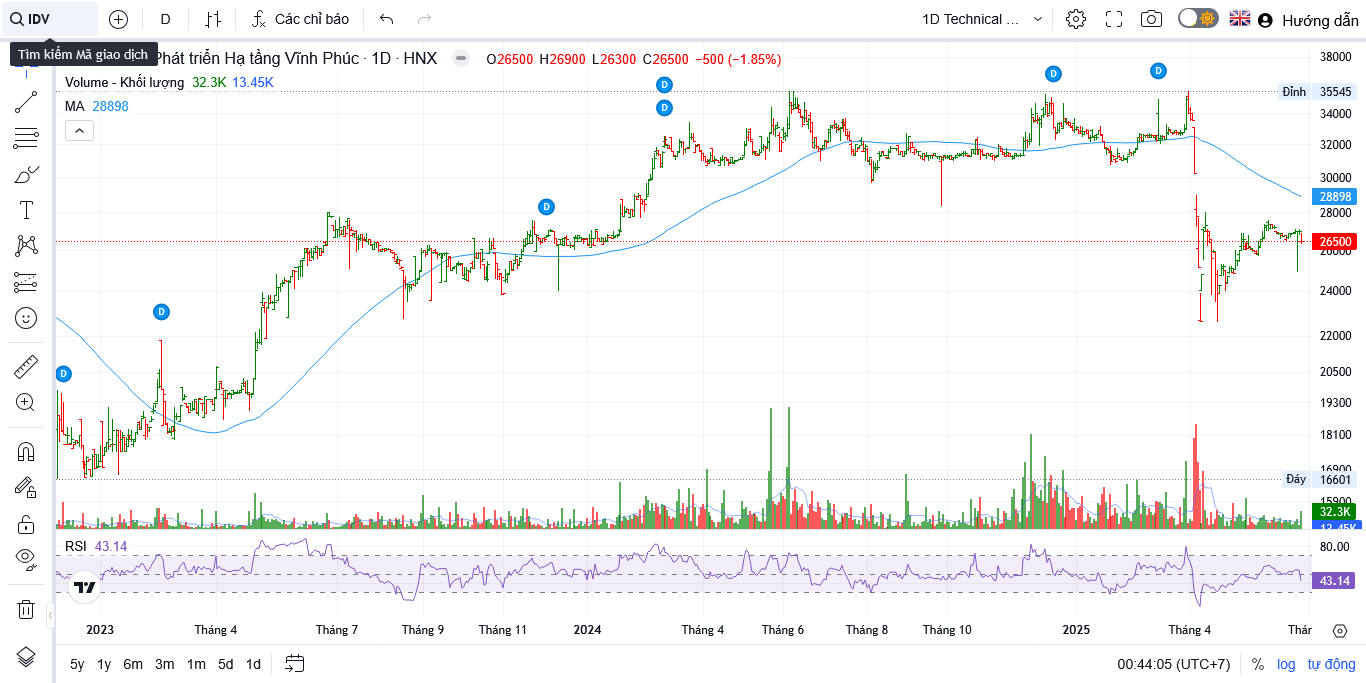 IDV D Các chỉ báo 1D Technical ... Hướng dẫn
Tìm kiếm Mã giao dịch
Phát triển Hạ tầng Vĩnh Phúc · 1D · HNX O26500 H26900 L26300 C26500 −500 (−1.85%)
Volume - Khối lượng 32.3K 13.45K
MA 28898
D
D
D
D
D
D
D
38000
Đỉnh 35545
34000
32000
30000
28898
28000
26500
26000
24000
22000
20500
19300
18100
16900
Đáy 16601
15900
32.3K
13.45K
RSI 43.14
80.00
43.14
2023 Tháng 4 Tháng 7 Tháng 9 Tháng 11 2024 Tháng 4 Tháng 6 Tháng 8 Tháng 10 2025 Tháng 4 Thár
5y 1y 6m 3m 1m 5d 1d 00:44:05 (UTC+7) % log tự động